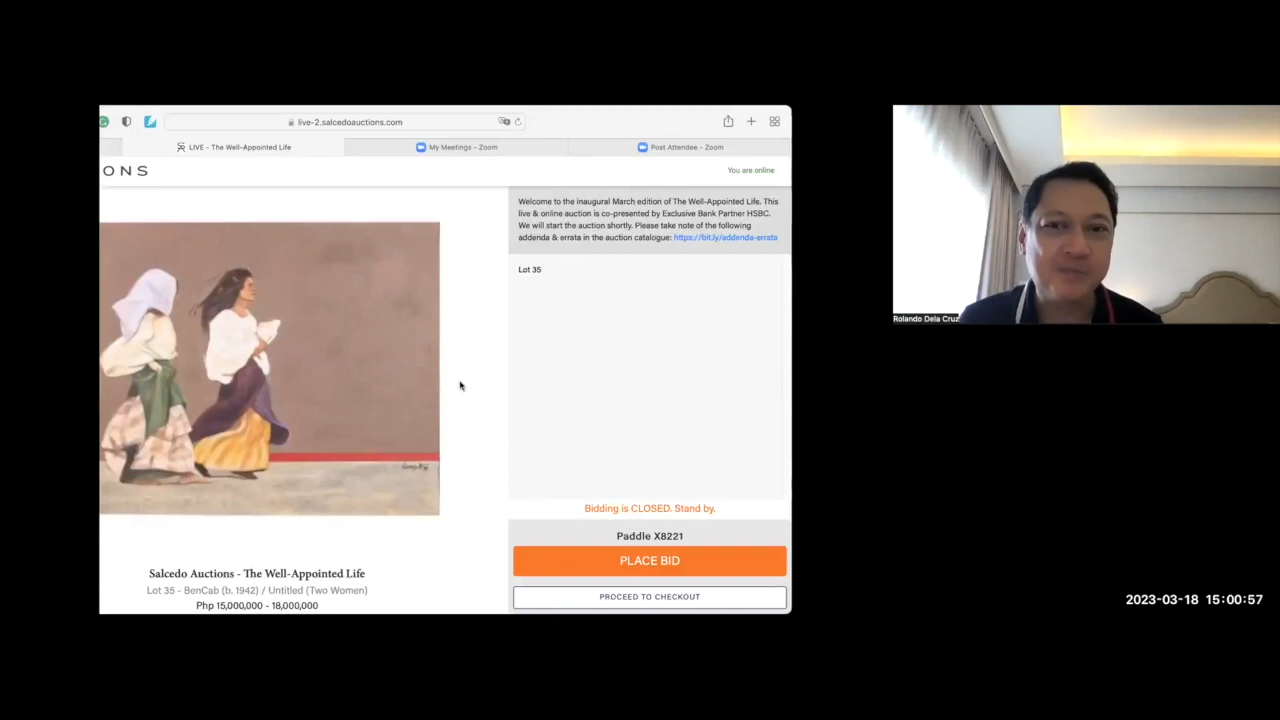 live-2.salcedoauctions.com
LIVE - The Well-Appointed Life
My Meetings - Zoom
Post Attendee - Zoom
ONS
You are online
Welcome to the inaugural March edition of The Well-Appointed Life. This
live & online auction is co-presented by Exclusive Bank Partner HSBC.
We will start the auction shortly. Please take note of the following
addenda & errata in the auction catalogue: https://bit.ly/addenda-errata
Lot 35
Bidding is CLOSED. Stand by.
Paddle X8221
PLACE BID
PROCEED TO CHECKOUT
Salcedo Auctions - The Well-Appointed Life
Lot 35 - BenCab (b. 1942) / Untitled (Two Women)
Php 15,000,000 - 18,000,000
Rolando Dela Cruz
2023-03-18 15:00:57